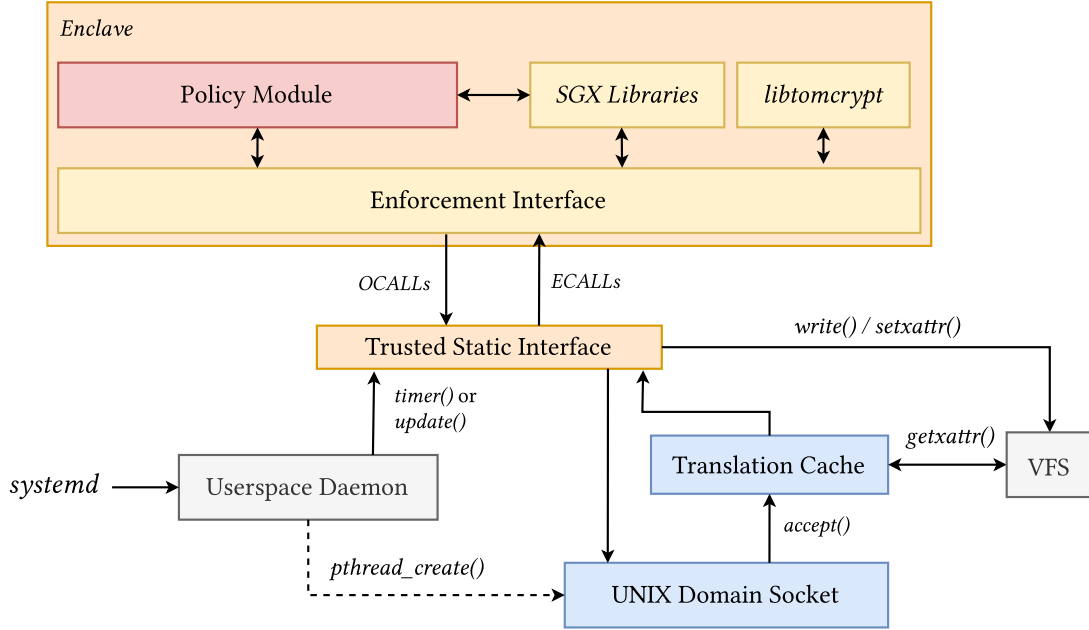 Enclave
Policy Module
SGX Libraries
libtomcrypt
Enforcement Interface
OCALLs
ECALLs
write() / setxattr()
Trusted Static Interface
timer() or
update()
getxattr()
Translation Cache
VFS
systemd
Userspace Daemon
accept()
pthread_create()
UNIX Domain Socket